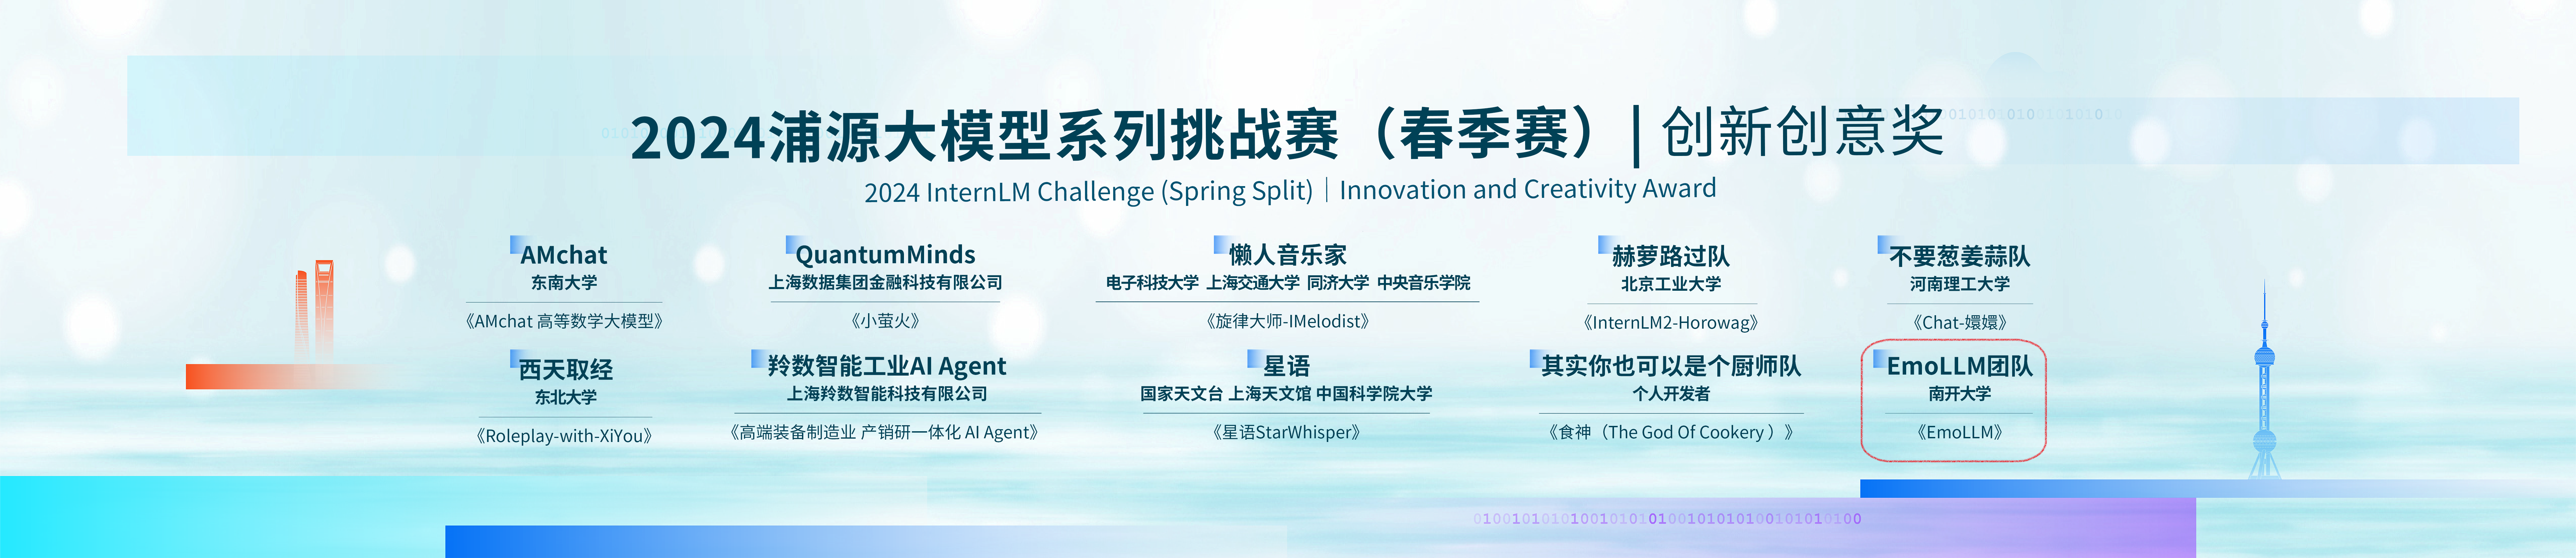 2024浦源大模型系列挑战赛（春季赛）| 创新创意奖
2024 InternLM Challenge (Spring Split)｜Innovation and Creativity Award
AMchat
东南大学
《AMchat 高等数学大模型》
QuantumMinds
上海数据集团金融科技有限公司
《小萤火》
懒人音乐家
电子科技大学 上海交通大学 同济大学 中央音乐学院
《旋律大师-IMelodist》
赫萝路过队
北京工业大学
《InternLM2-Horowag》
不要葱姜蒜队
河南理工大学
《Chat-嬛嬛》
西天取经
东北大学
《Roleplay-with-XiYou》
羚数智能工业AI Agent
上海羚数智能科技有限公司
《高端装备制造业 产销研一体化 AI Agent》
星语
国家天文台 上海天文馆 中国科学院大学
《星语StarWhisper》
其实你也可以是个厨师队
个人开发者
《食神（The God Of Cookery ）》
EmoLLM团队
南开大学
《EmoLLM》